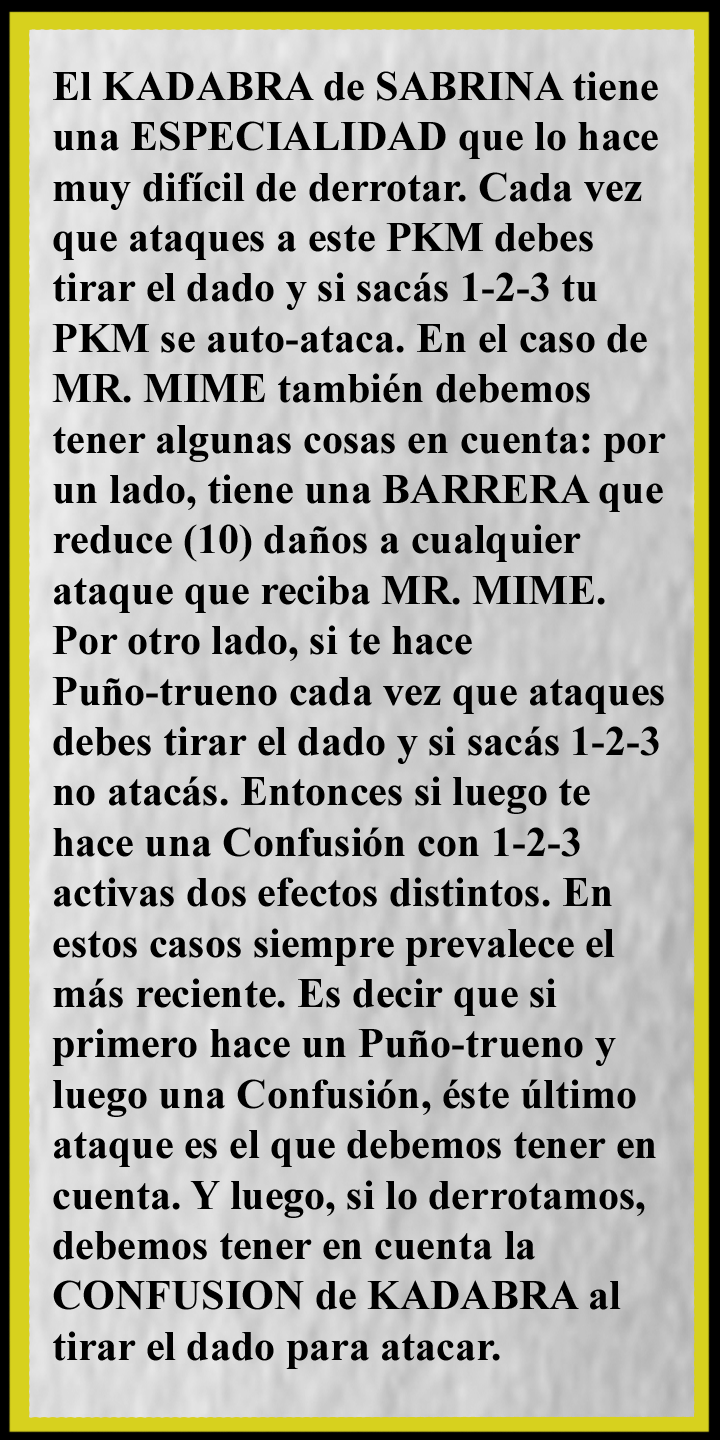 El KADABRA de SABRINA tiene
una ESPECIALIDAD que lo hace
muy difícil de derrotar. Cada vez
que ataques a este PKM debes
tirar el dado y si sacás 1-2-3 tu
PKM se auto-ataca. En el caso de
MR. MIME también debemos
tener algunas cosas en cuenta: por
un lado, tiene una BARRERA que
reduce (10) daños a cualquier
ataque que reciba MR. MIME.
Por otro lado, si te hace
Puño-trueno cada vez que ataques
debes tirar el dado y si sacás 1-2-3
no atacás. Entonces si luego te
hace una Confusión con 1-2-3
activas dos efectos distintos. En
estos casos siempre prevalece el
más reciente. Es decir que si
primero hace un Puño-trueno y
luego una Confusión, éste último
ataque es el que debemos tener en
cuenta. Y luego, si lo derrotamos,
debemos tener en cuenta la
CONFUSION de KADABRA al
tirar el dado para atacar.